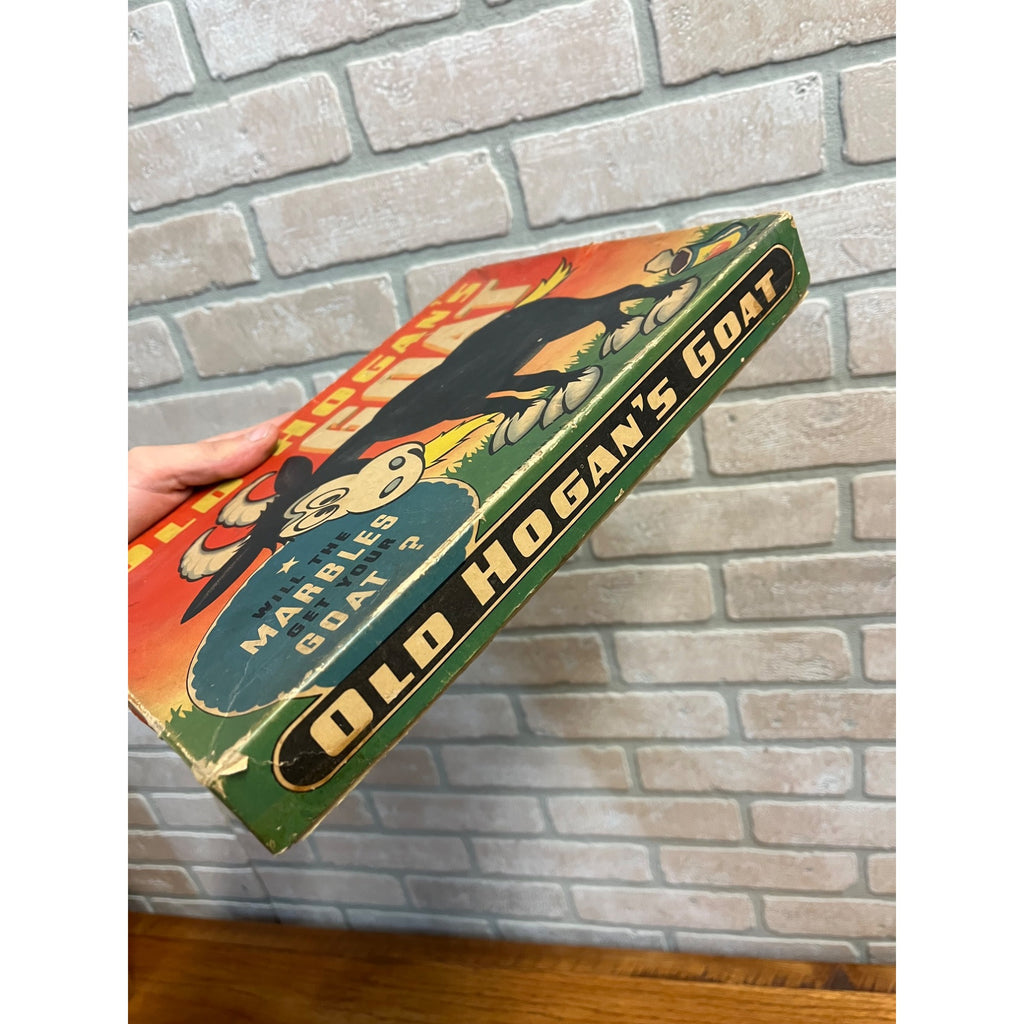 OLD HOGAN'S
GOAT
WILL THE
MARBLES
GET YOUR
GOAT?
OLD HOGAN'S GOAT